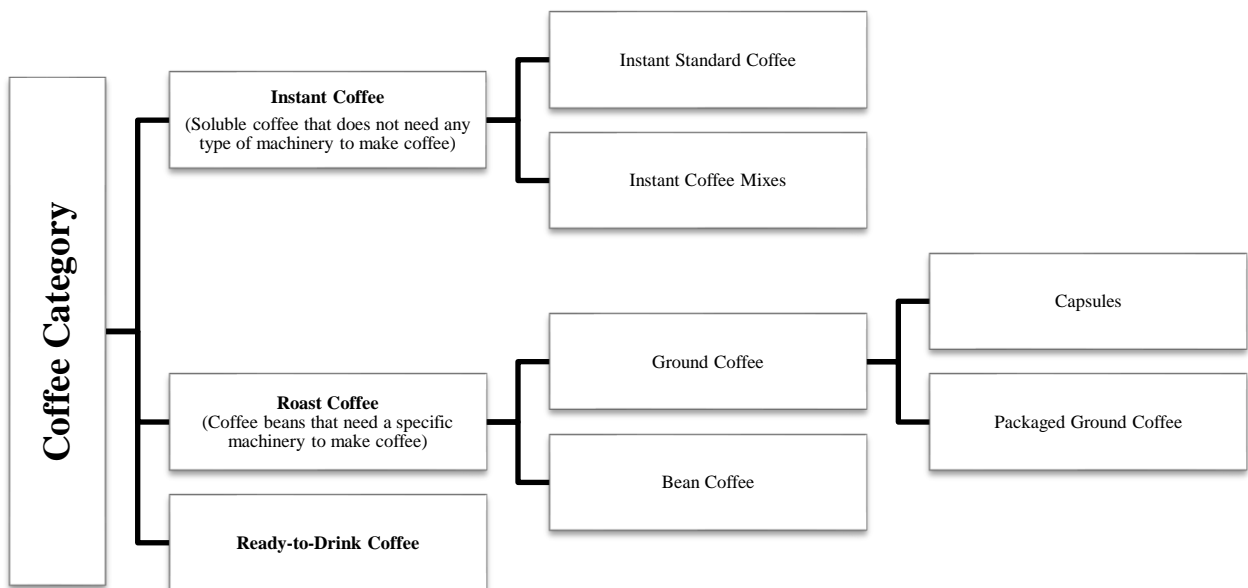 Coffee Category
Instant Coffee
(Soluble coffee that does not need any
type of machinery to make coffee)
Instant Standard Coffee
Instant Coffee Mixes
Roast Coffee
(Coffee beans that need a specific
machinery to make coffee)
Ground Coffee
Capsules
Packaged Ground Coffee
Bean Coffee
Ready-to-Drink Coffee